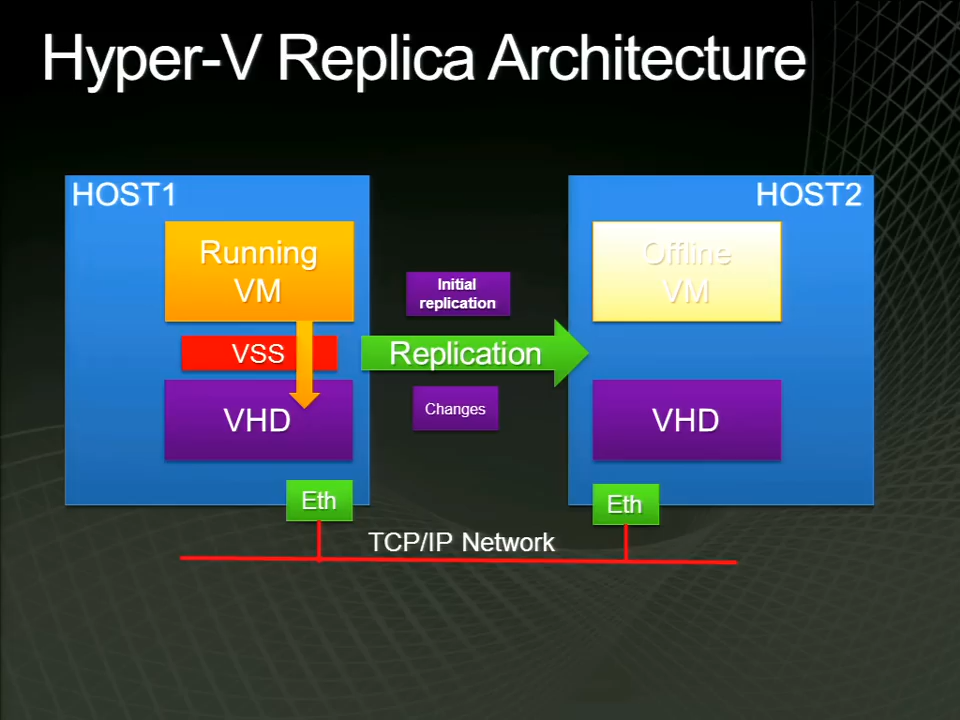 Hyper-V Replica Architecture
HOST1
Running
VM
VSS
VHD
Eth
Initial
replication
Replication
Changes
HOST2
Offline
VM
VHD
Eth
TCP/IP Network